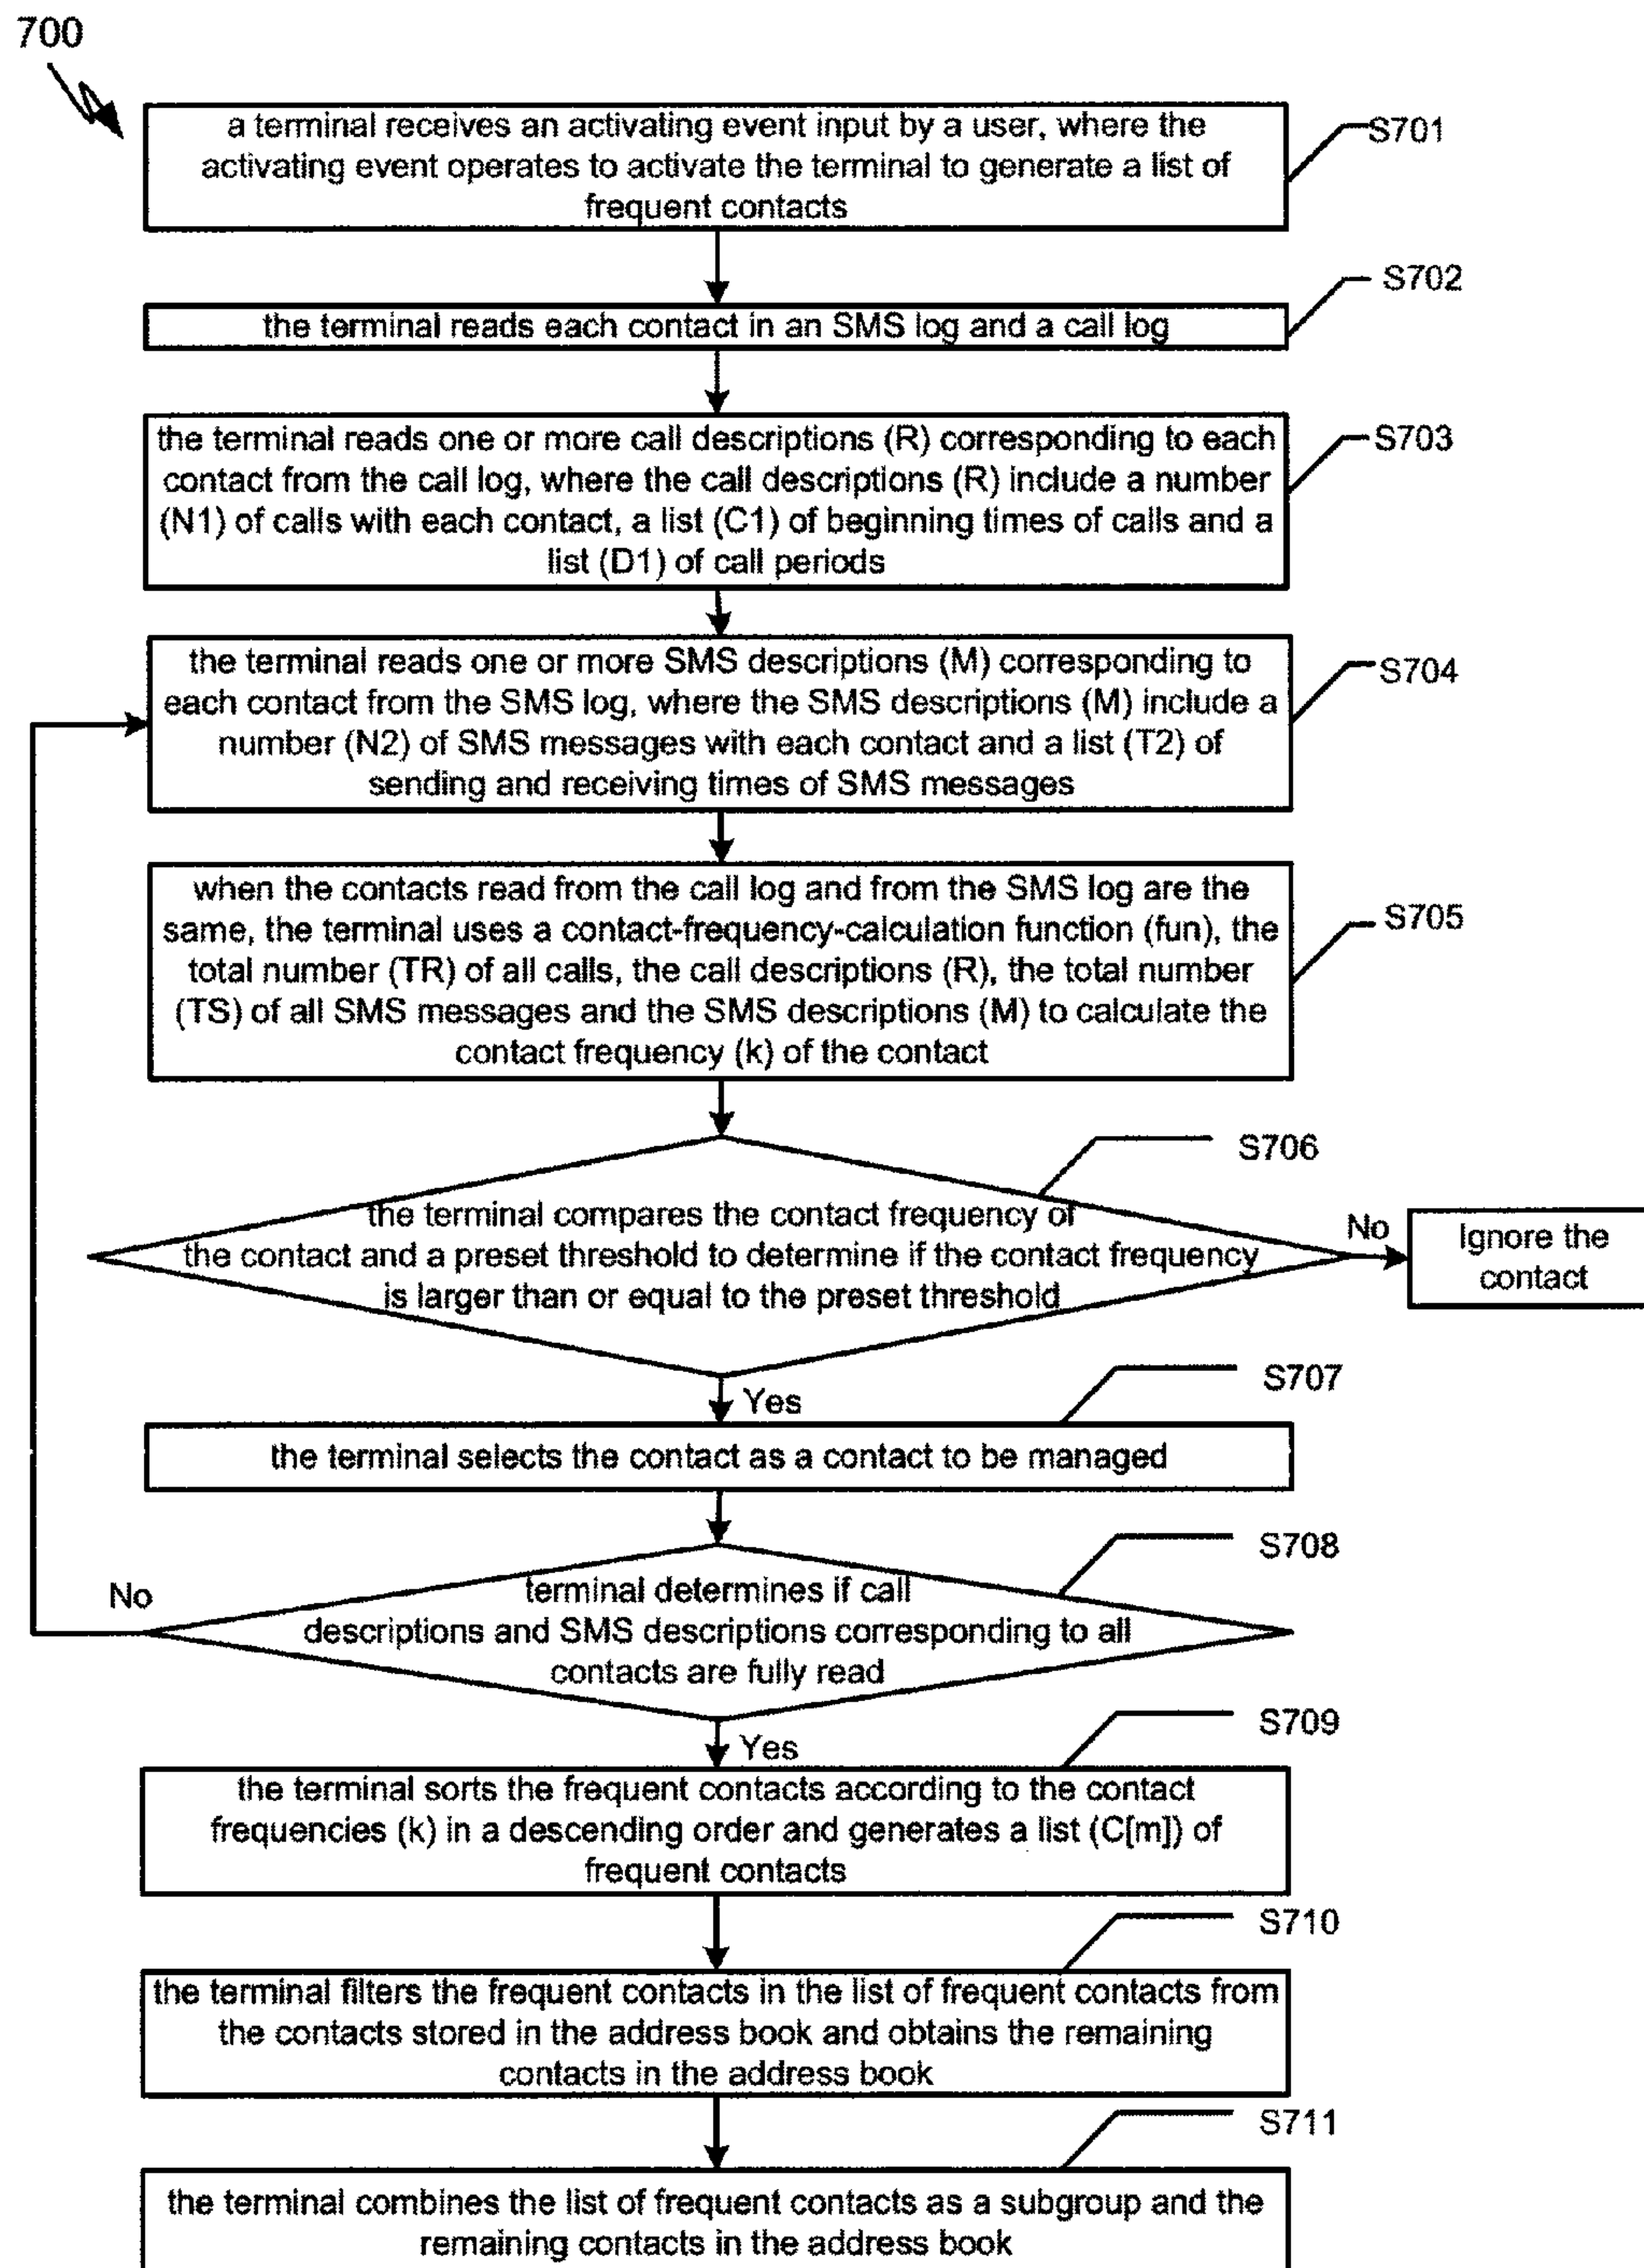 700
a terminal receives an activating event input by a user, where the
activating event operates to activate the terminal to generate a list of
frequent contacts
S701
the terminal reads each contact in an SMS log and a call log
S702
the terminal reads one or more call descriptions (R) corresponding to each
contact from the call log, where the call descriptions (R) include a number
(N1) of calls with each contact, a list (C1) of beginning times of calls and a
list (D1) of call periods
S703
the terminal reads one or more SMS descriptions (M) corresponding to
each contact from the SMS log, where the SMS descriptions (M) include a
number (N2) of SMS messages with each contact and a list (T2) of
sending and receiving times of SMS messages
S704
when the contacts read from the call log and from the SMS log are the
same, the terminal uses a contact-frequency-calculation function (fun), the
total number (TR) of all calls, the call descriptions (R), the total number
(TS) of all SMS messages and the SMS descriptions (M) to calculate the
contact frequency (k) of the contact
S705
the terminal compares the contact frequency of
the contact and a preset threshold to determine if the contact frequency
is larger than or equal to the preset threshold
S706
No
Ignore the
contact
Yes
the terminal selects the contact as a contact to be managed
S707
terminal determines if call
descriptions and SMS descriptions corresponding to all
contacts are fully read
S708
No
Yes
the terminal sorts the frequent contacts according to the contact
frequencies (k) in a descending order and generates a list (C[m]) of
frequent contacts
S709
the terminal filters the frequent contacts in the list of frequent contacts from
the contacts stored in the address book and obtains the remaining
contacts in the address book
S710
the terminal combines the list of frequent contacts as a subgroup and the
remaining contacts in the address book
S711